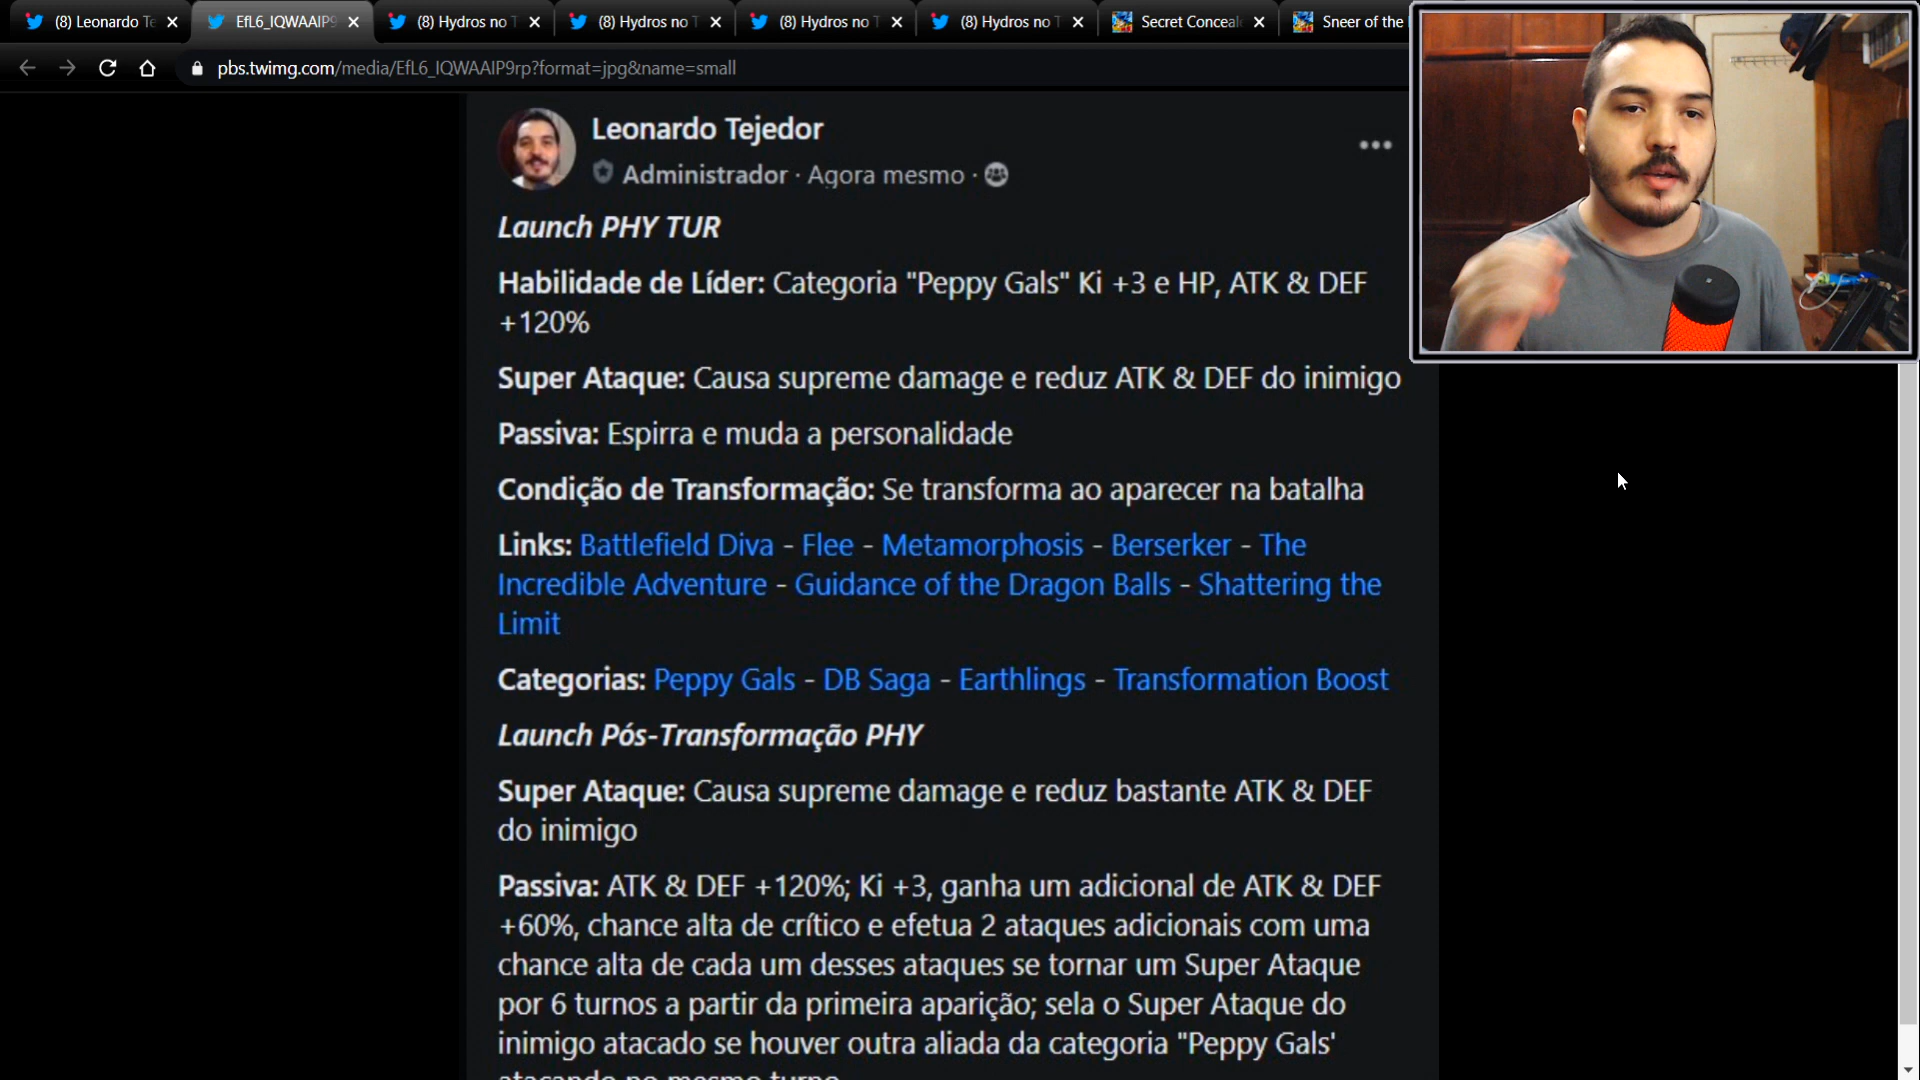 (8) Leonardo Te
EfL6_IQWAAIP9
(8) Hydros no T
(8) Hydros no T
(8) Hydros no T
(8) Hydros no T
Secret Conceal
Sneer of the
pbs.twimg.com/media/EfL6_IQWAAIP9rp?format=jpg&name=small
Leonardo Tejedor
Administrador · Agora mesmo ·
Launch PHY TUR
Habilidade de Líder: Categoria "Peppy Gals" Ki +3 e HP, ATK & DEF
+120%
Super Ataque: Causa supreme damage e reduz ATK & DEF do inimigo
Passiva: Espirra e muda a personalidade
Condição de Transformação: Se transforma ao aparecer na batalha
Links: Battlefield Diva - Flee - Metamorphosis - Berserker - The
Incredible Adventure - Guidance of the Dragon Balls - Shattering the
Limit
Categorias: Peppy Gals - DB Saga - Earthlings - Transformation Boost
Launch Pós-Transformação PHY
Super Ataque: Causa supreme damage e reduz bastante ATK & DEF
do inimigo
Passiva: ATK & DEF +120%; Ki +3, ganha um adicional de ATK & DEF
+60%, chance alta de crítico e efetua 2 ataques adicionais com uma
chance alta de cada um desses ataques se tornar um Super Ataque
por 6 turnos a partir da primeira aparição; sela o Super Ataque do
inimigo atacado se houver outra aliada da categoria "Peppy Gals'
atacando no mesmo turno